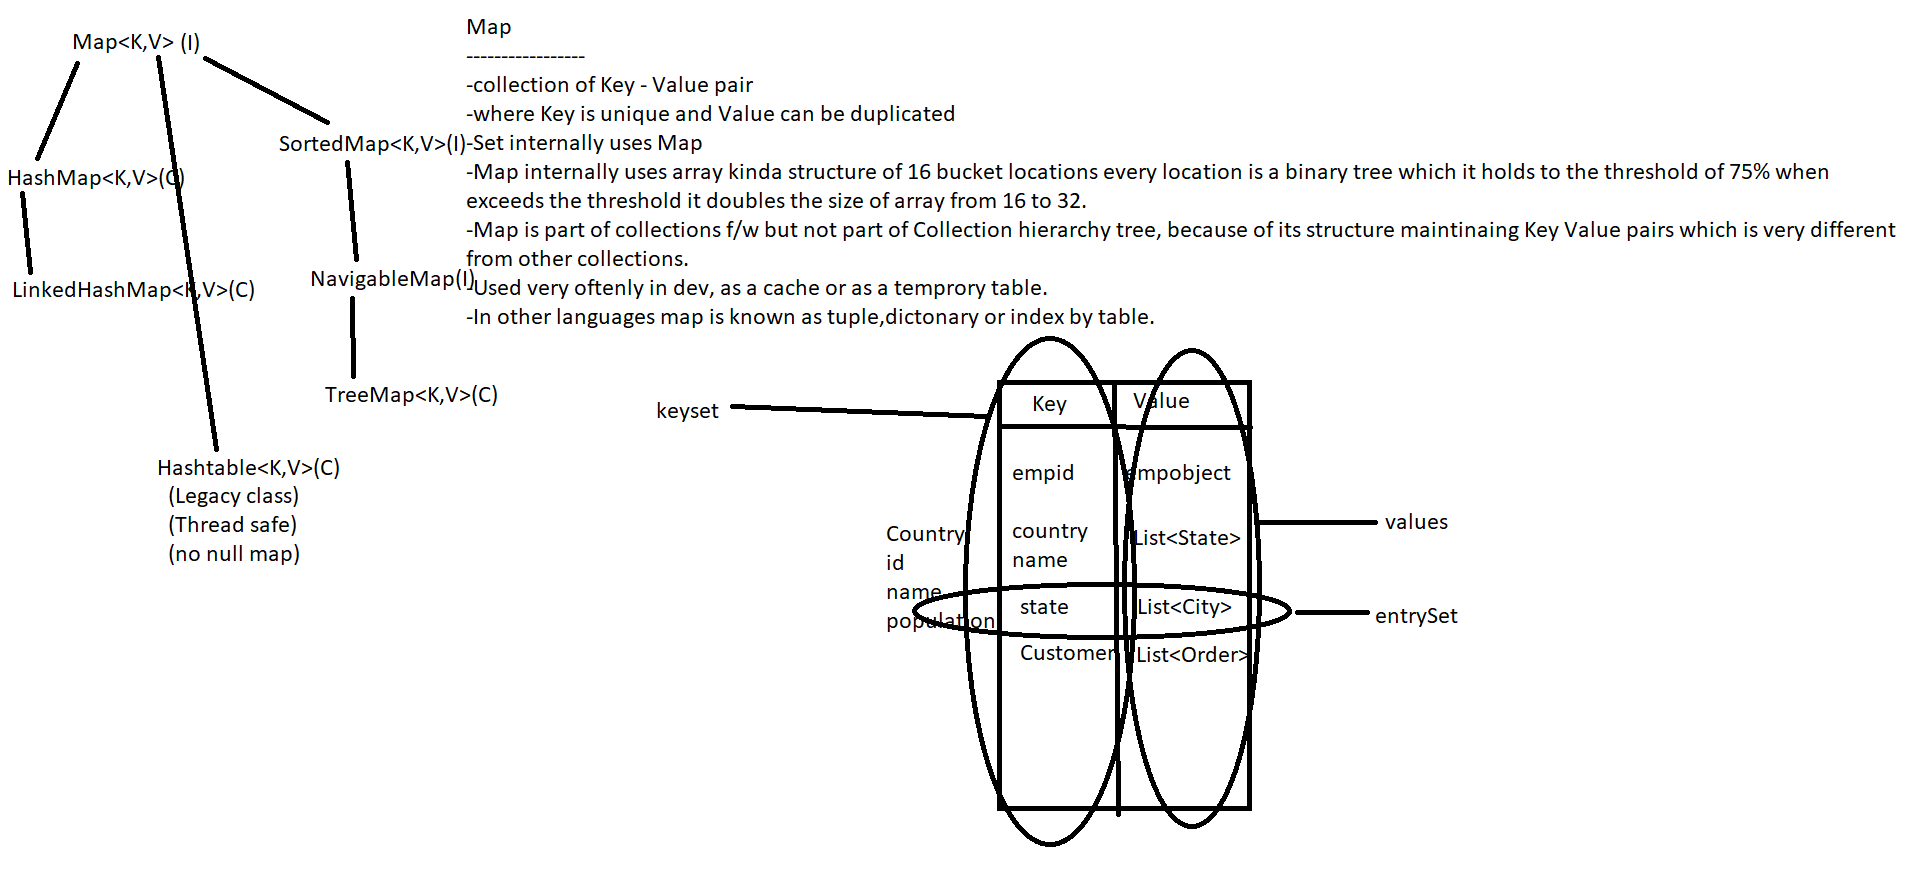 Map<K,V> (I)
HashMap<K,V>(C)
LinkedHashMap<K,V>(C)
SortedMap<K,V>(I)
NavigableMap(I)
TreeMap<K,V>(C)
Hashtable<K,V>(C)
(Legacy class)
(Thread safe)
(no null map)
Map
-----------------
-collection of Key - Value pair
-where Key is unique and Value can be duplicated
-Set internally uses Map
-Map internally uses array kinda structure of 16 bucket locations every location is a binary tree which it holds to the threshold of 75% when
exceeds the threshold it doubles the size of array from 16 to 32.
-Map is part of collections f/w but not part of Collection hierarchy tree, because of its structure maintinaing Key Value pairs which is very different
from other collections.
-Used very oftenly in dev, as a cache or as a temprory table.
-In other languages map is known as tuple,dictonary or index by table.
keyset
Key
Value
empid
empobject
country
name
List<State>
state
List<City>
Customer
List<Order>
Country
id
name
population
values
entrySet